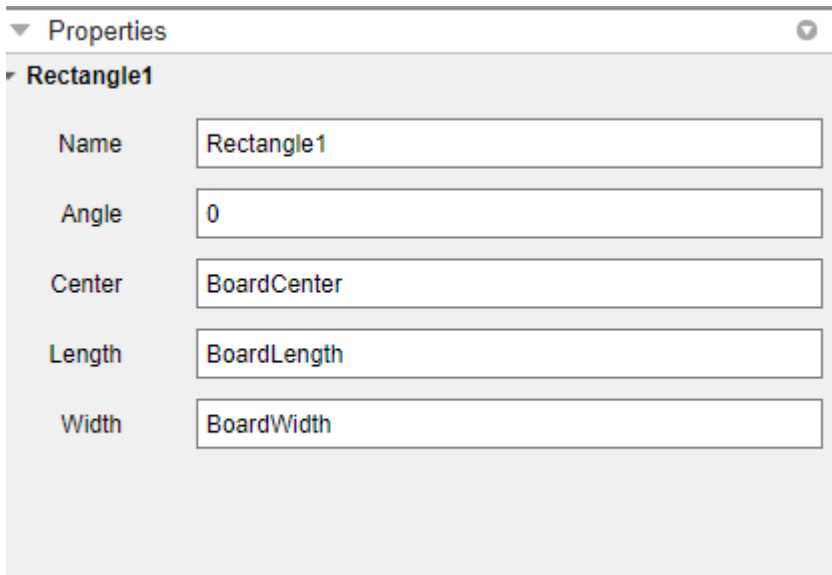 Properties
Rectangle1
Name Rectangle1
Angle 0
Center BoardCenter
Length BoardLength
Width BoardWidth